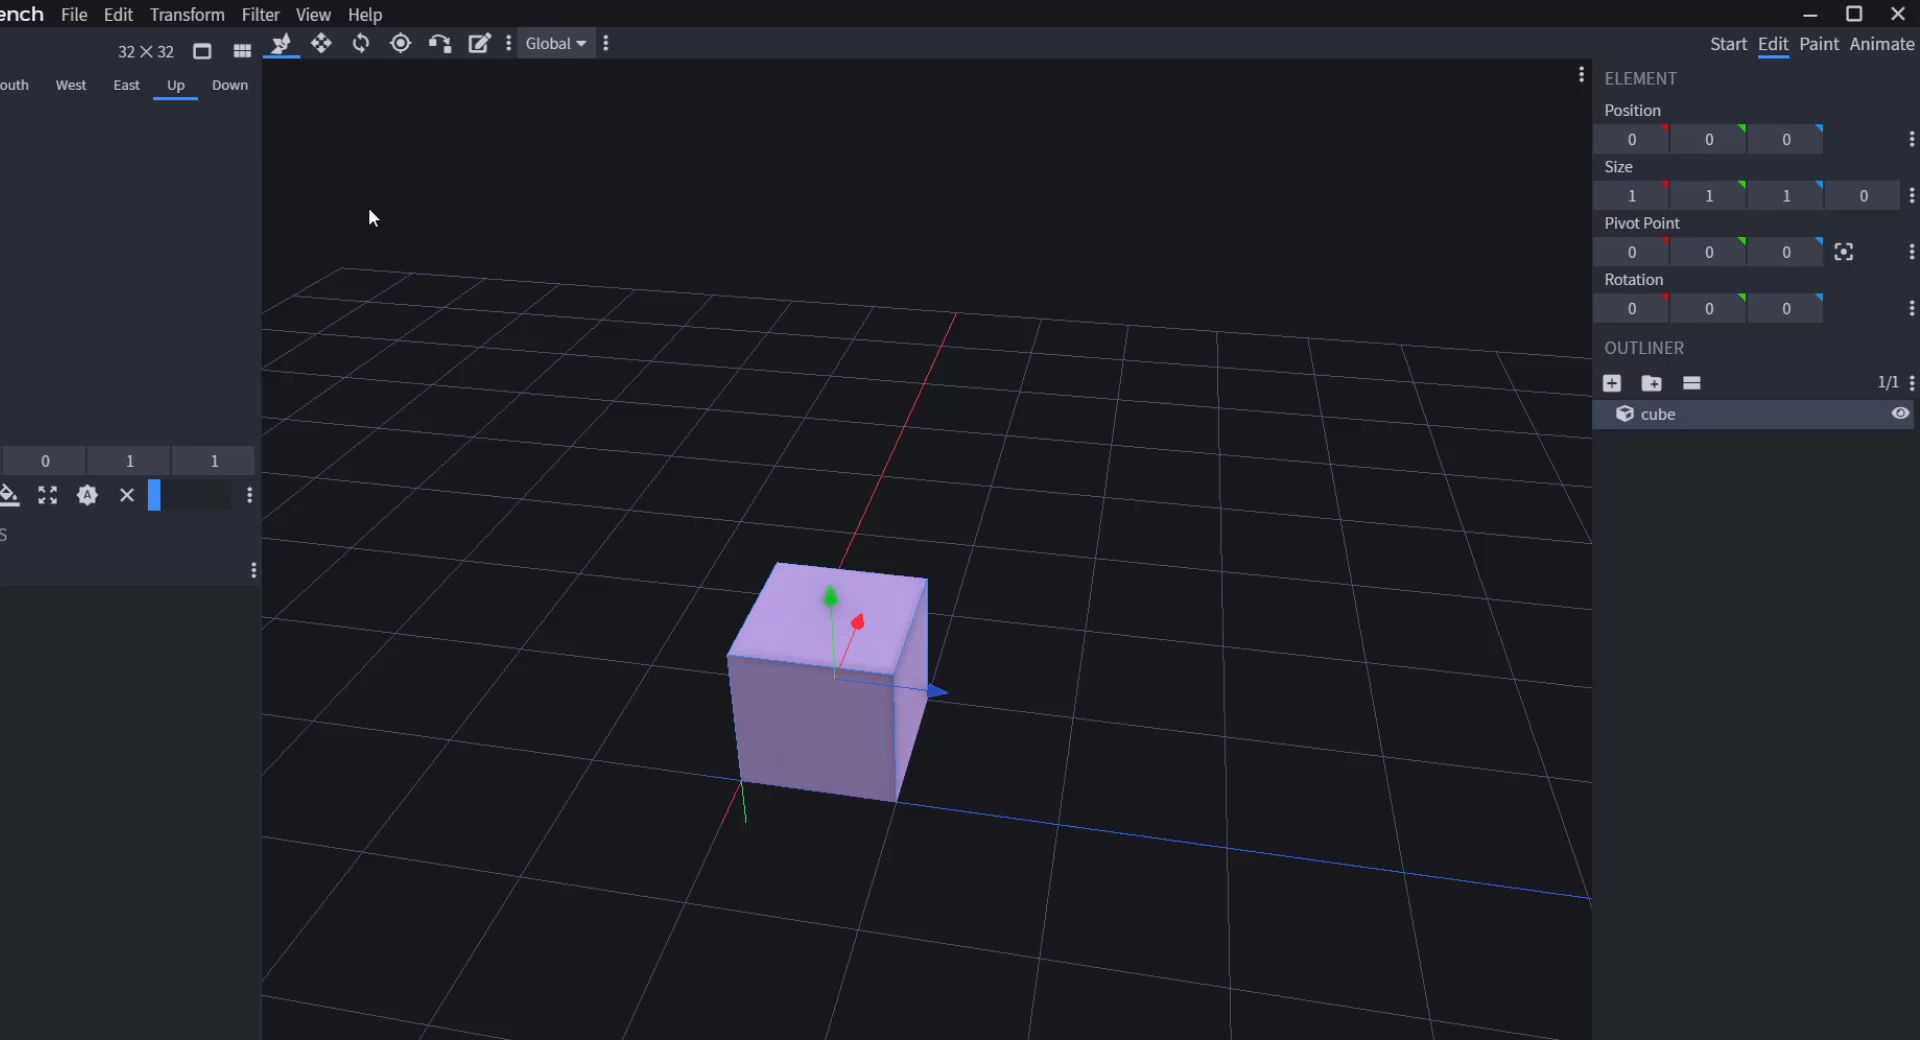 ench File Edit Transform Filter View Help
32×32 Global Start Edit Paint Animate
outh West East Up Down
ELEMENT
Position
0 0 0
Size
1 1 1 0
Pivot Point
0 0 0
Rotation
0 0 0
OUTLINER
1/1
cube
0 1 1
A
S